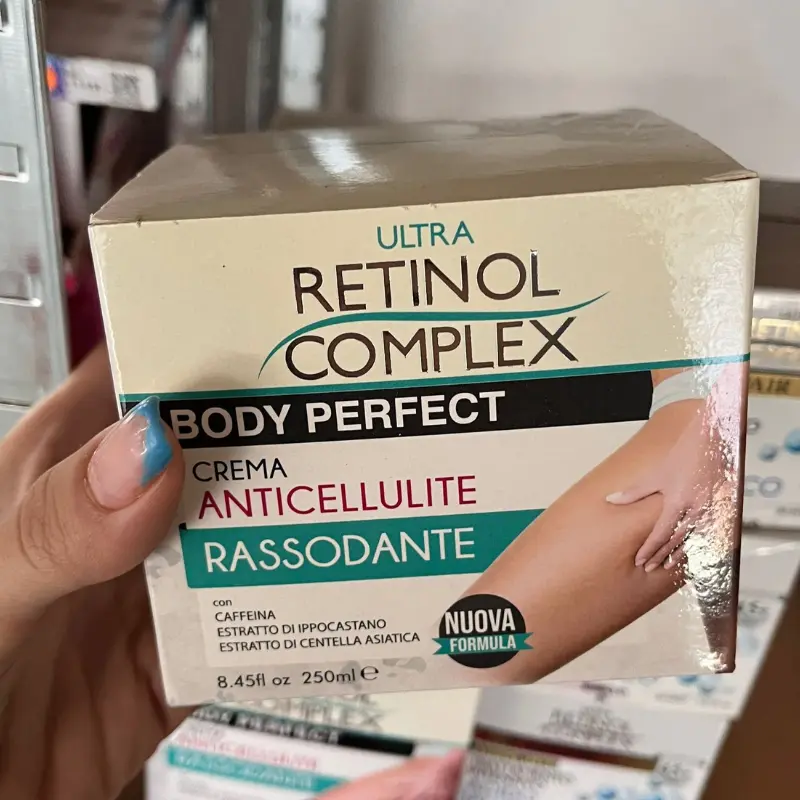 ULTRA
RETINOL
COMPLEX
BODY PERFECT
CREMA
ANTICELLULITE
RASSODANTE
con
CAFFEINA
ESTRATTO DI IPPOCASTANO
ESTRATTO DI CENTELLA ASIATICA
NUOVA
FORMULA
8.45fl oz 250ml e
COMPLEX